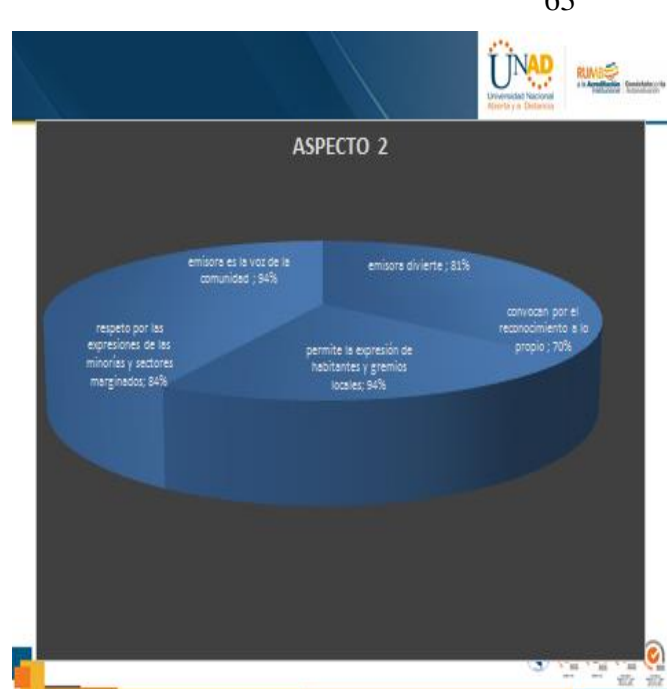 65
UNAD
Universidad Nacional
Abierta y a Distancia
ASPECTO 2
emisora es la voz de la
comunidad ; 94%
emisora divierte ; 81%
convocan por el
reconocimiento a lo
propio ; 70%
respeto por las
expresiones de las
minorías y sectores
marginados; 84%
permite la expresión de
habitantes y gremios
locales; 94%